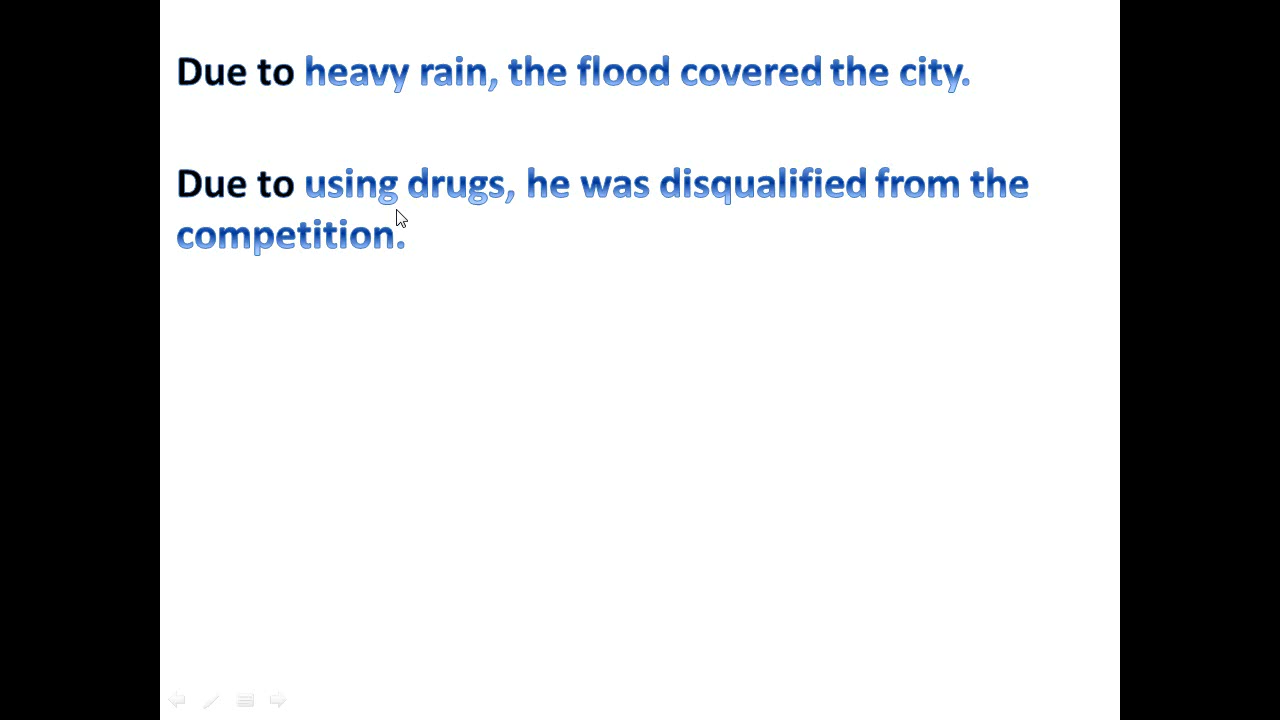 Due to heavy rain, the flood covered the city.
Due to using drugs, he was disqualified from the
competition.